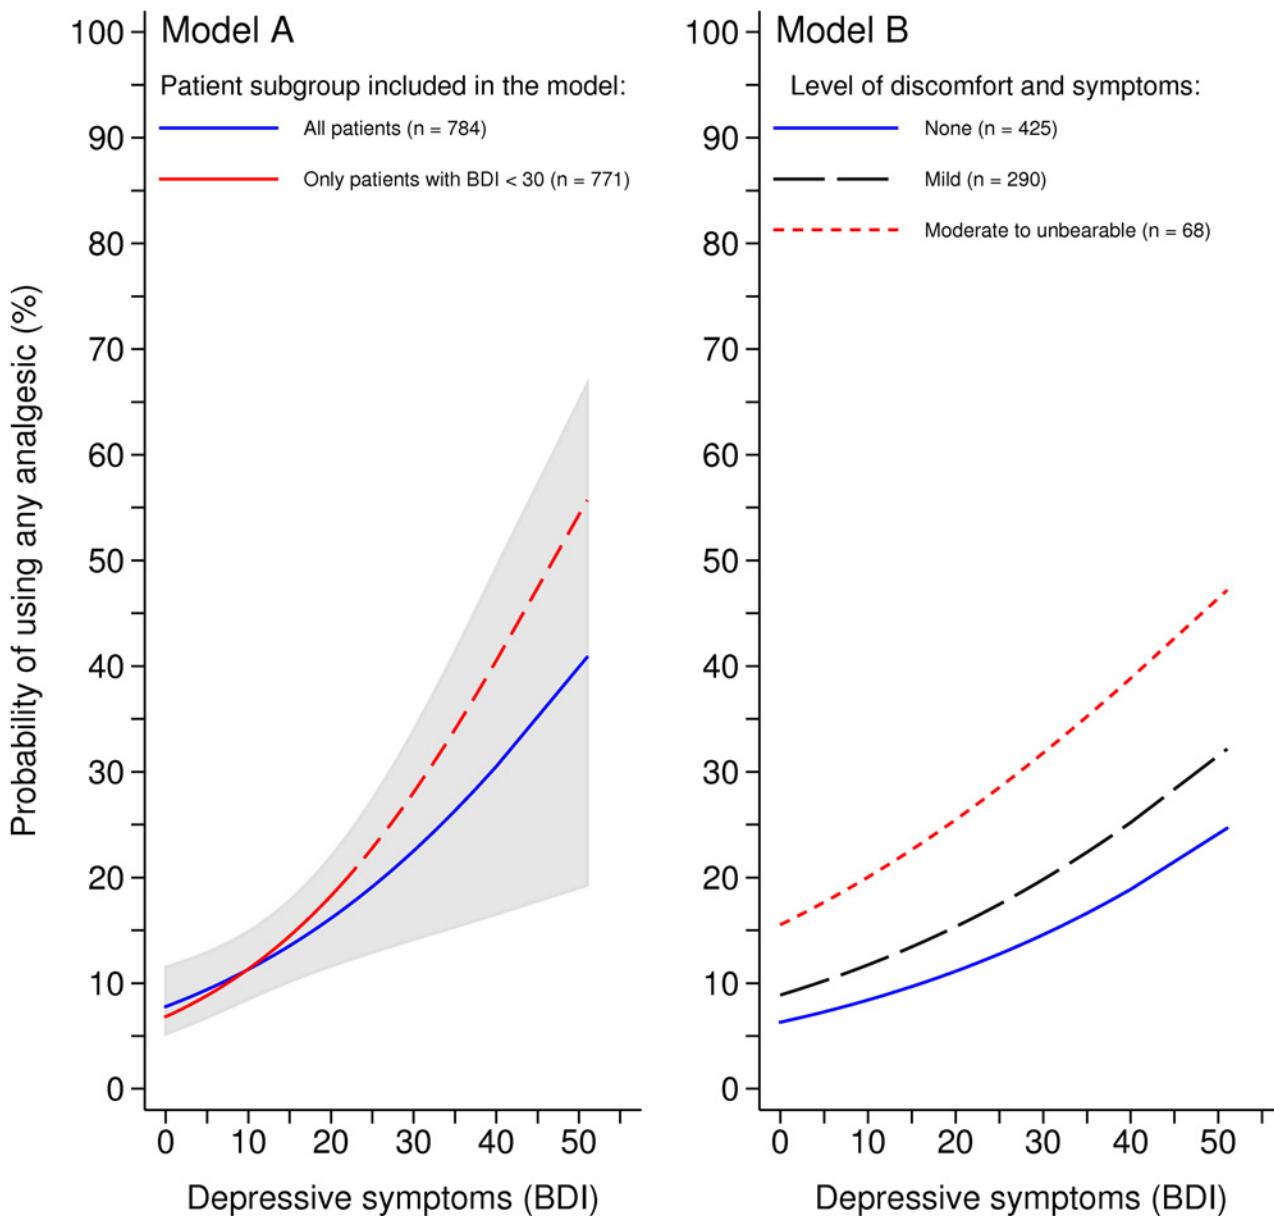 Model A
Patient subgroup included in the model:
All patients (n = 784)
Only patients with BDI < 30 (n = 771)
Probability of using any analgesic (%)
100
90
80
70
60
50
40
30
20
10
0
0 10 20 30 40 50
Depressive symptoms (BDI)
Model B
Level of discomfort and symptoms:
None (n = 425)
Mild (n = 290)
Moderate to unbearable (n = 68)
100
90
80
70
60
50
40
30
20
10
0
0 10 20 30 40 50
Depressive symptoms (BDI)